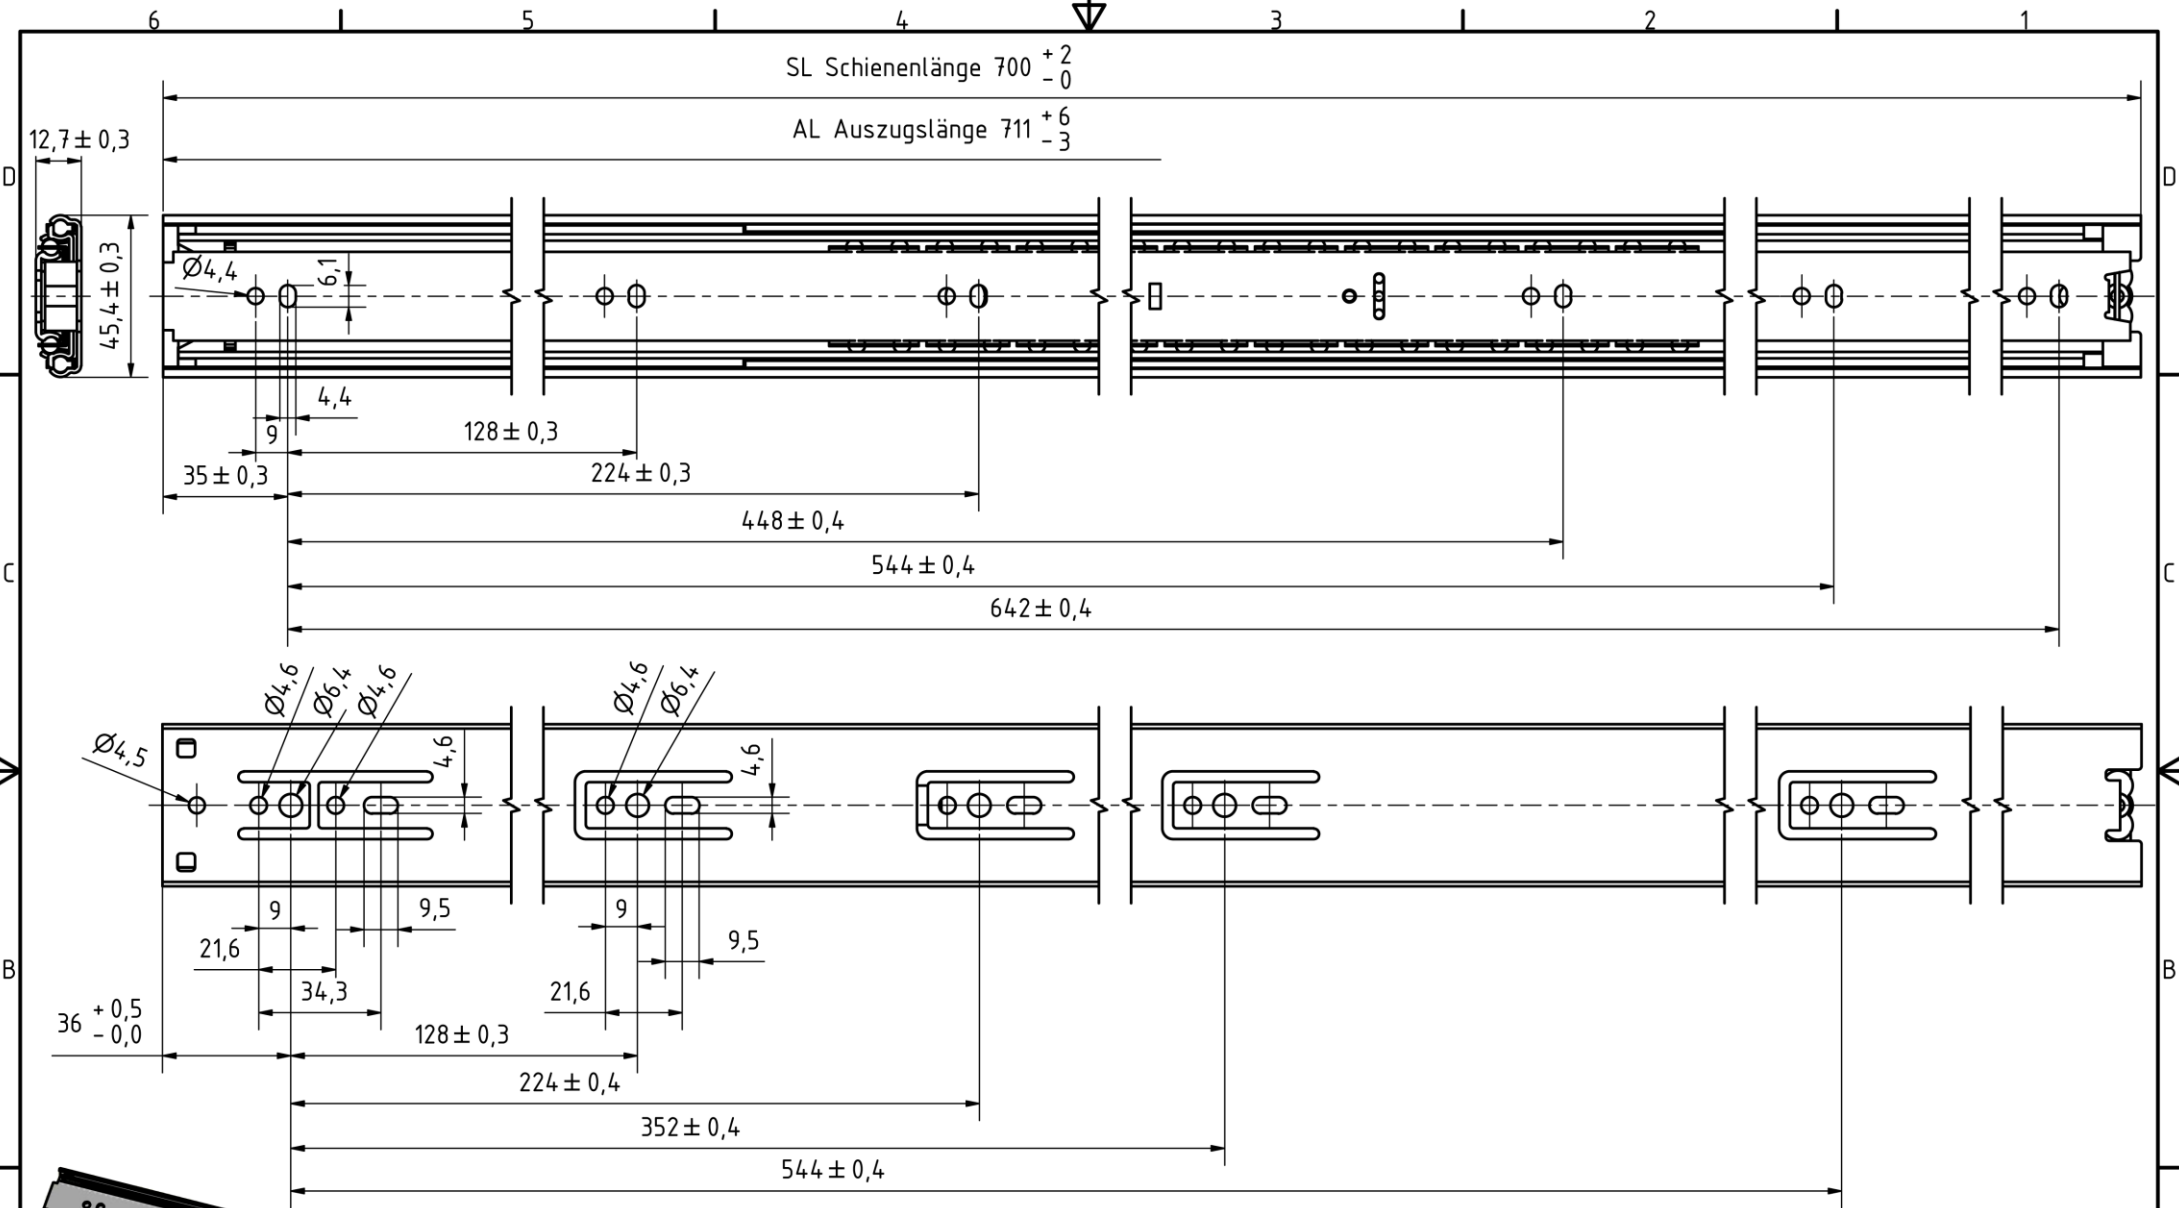 6 5 4 3 2 1
SL Schienenlänge 700 +2 -0
AL Auszugslänge 711 +6 -3
12,7±0,3
D D
45,4±0,3
Ø4,4
6,1
4,4
9
128±0,3
35±0,3
224±0,3
448±0,4
544±0,4
642±0,4
C C
Ø4,6 Ø6,4 Ø4,6 Ø4,6 Ø6,4
Ø4,5
4,6 4,6
9 9,5 9 9,5
21,6
34,3 21,6
36 +0,5 -0,0
128±0,3
B B
224±0,4
352±0,4
544±0,4